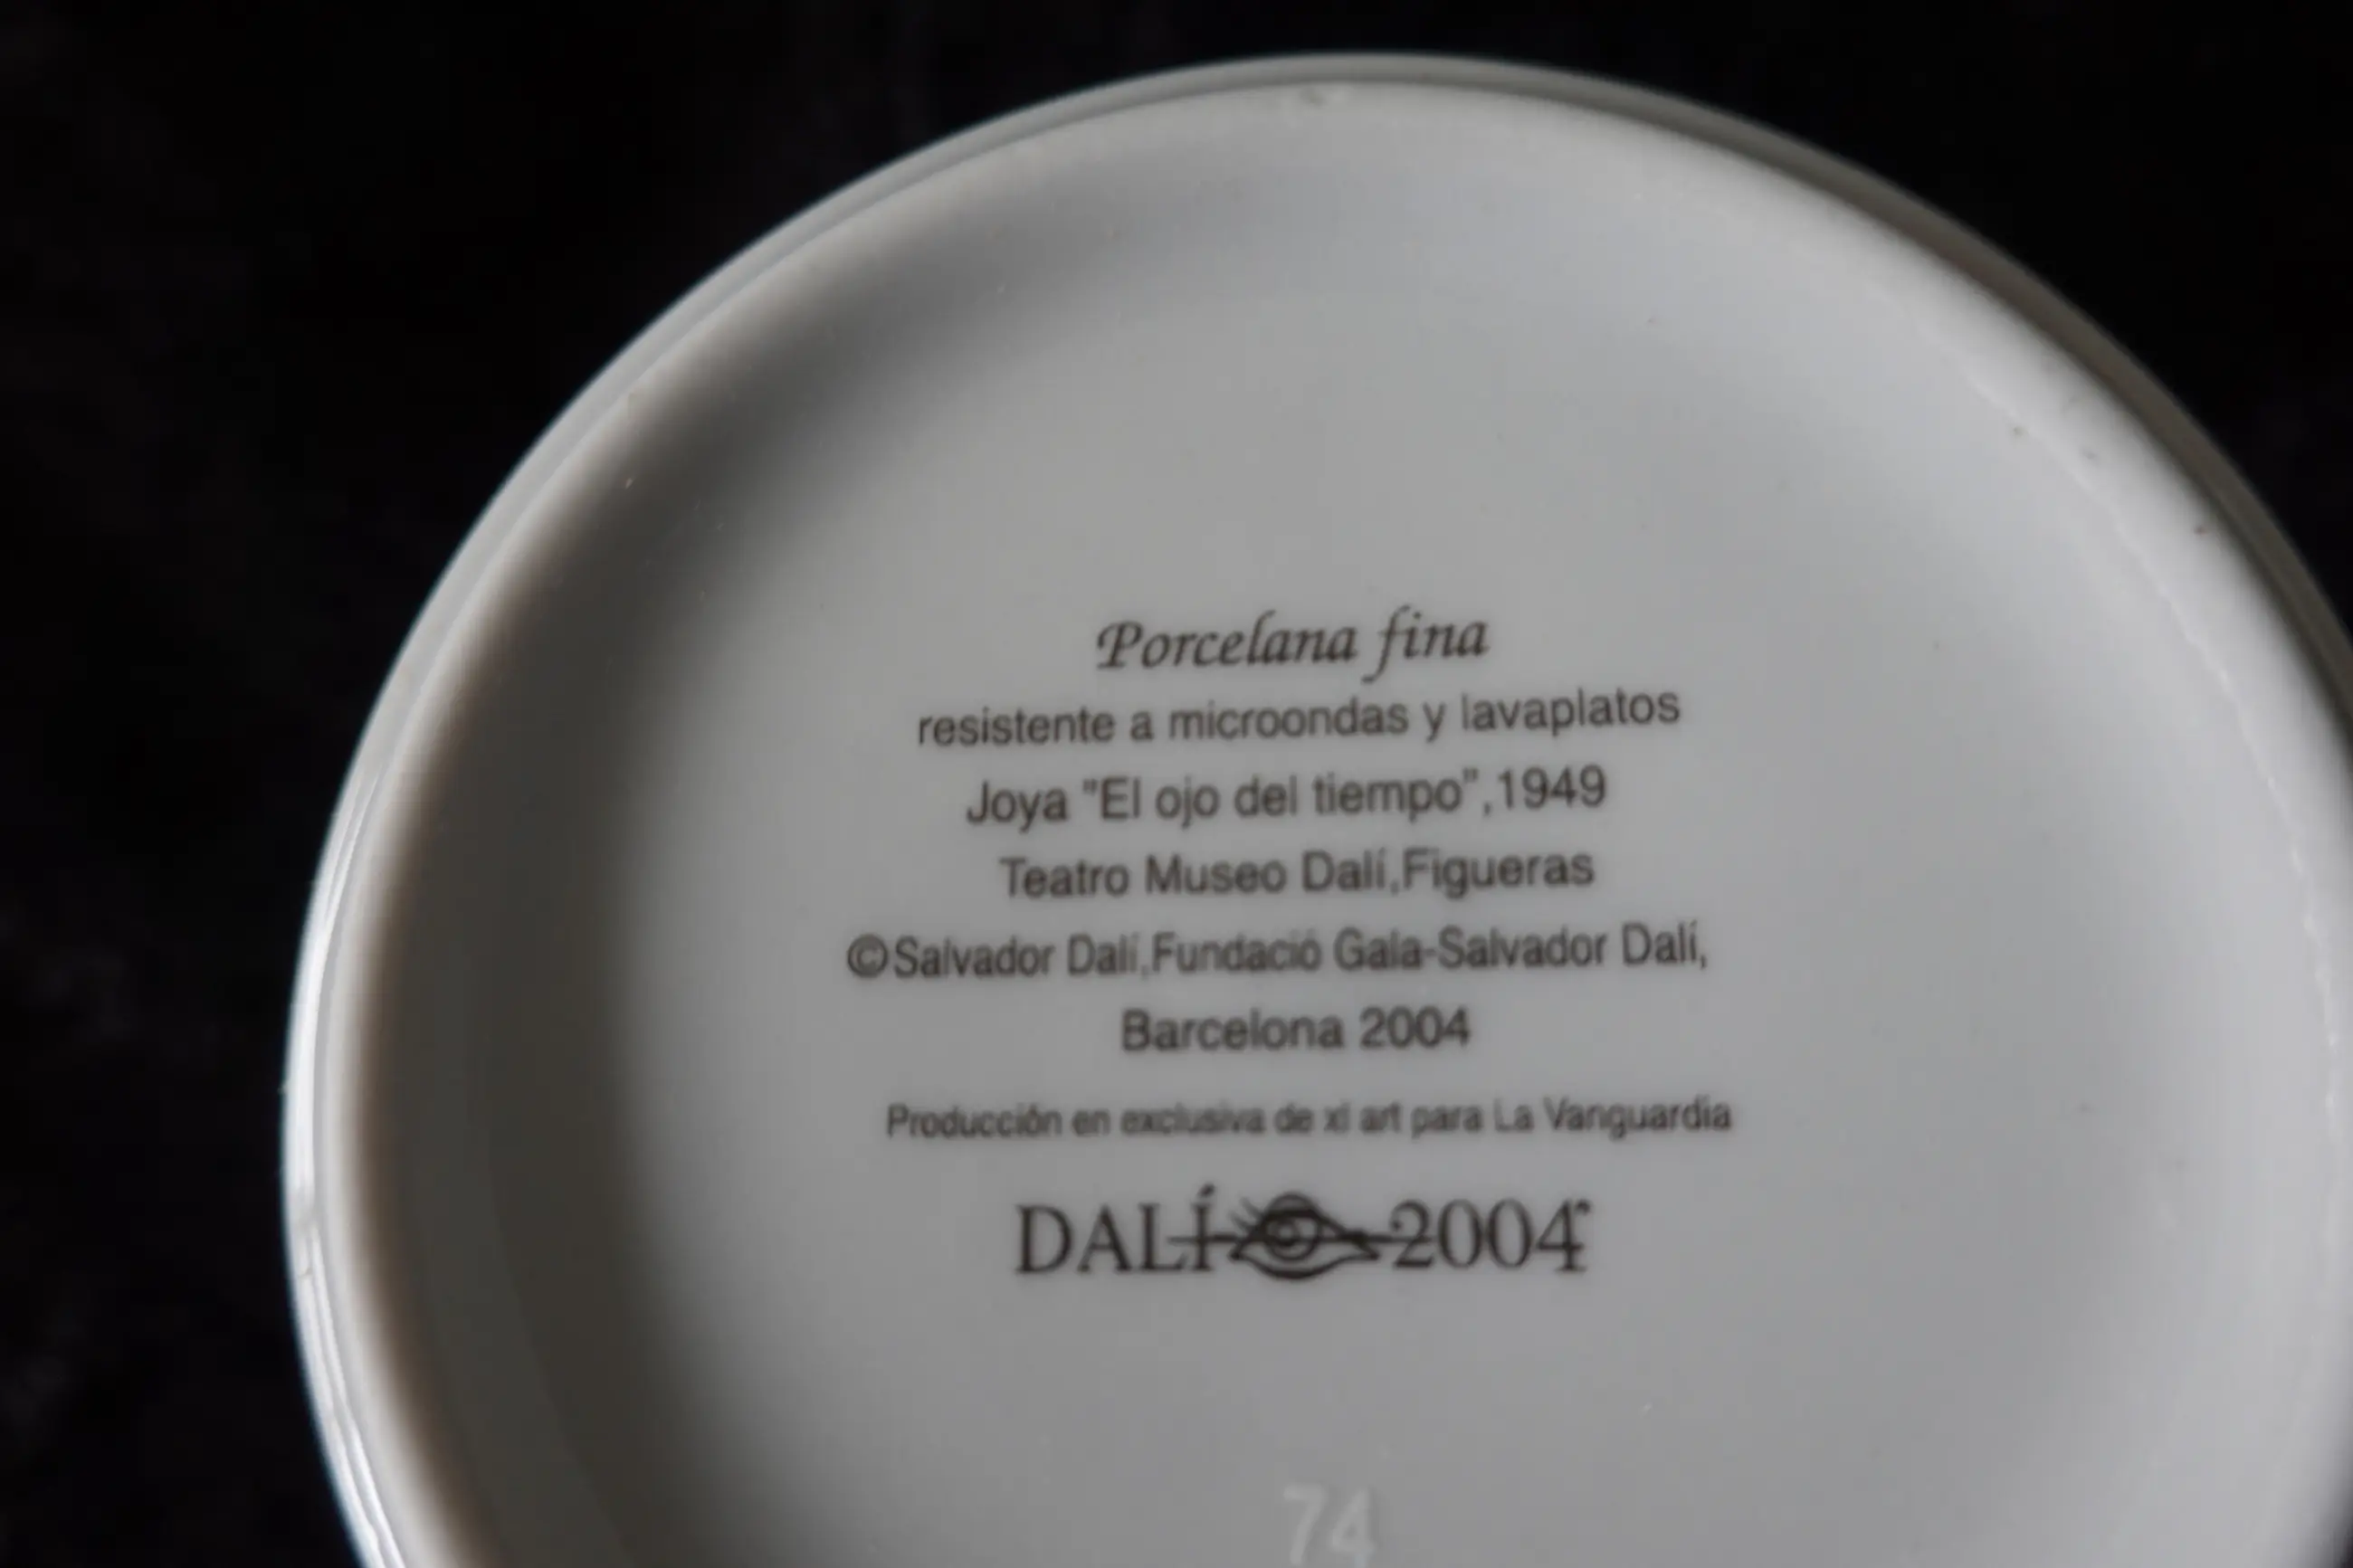 Porcelana fina
resistente a microondas y lavaplatos
Joya "El ojo del tiempo",1949
Teatro Museo Dalí,Figueras
©Salvador Dalí,Fundació Gala-Salvador Dalí,
Barcelona 2004
Producción en exclusiva de xl art para La Vanguardia
DALÍ 2004
74